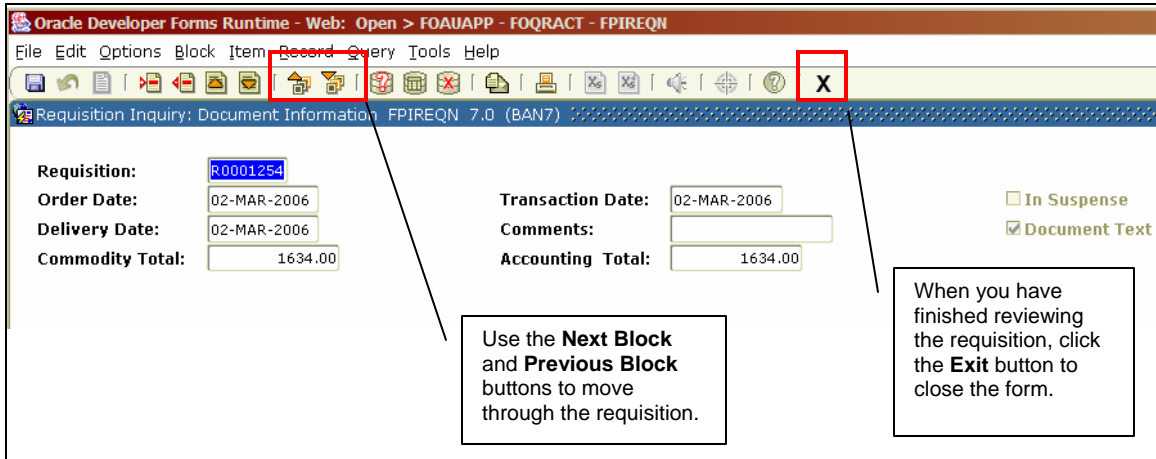 Oracle Developer Forms Runtime - Web: Open > FOAUAPP - FOQRACT - FPIREQN
File Edit Options Block Item Record Query Tools Help
X
Requisition Inquiry: Document Information FPIREQN 7.0 (BAN7)
Requisition: R0001254
Order Date: 02-MAR-2006 Transaction Date: 02-MAR-2006 In Suspense
Delivery Date: 02-MAR-2006 Comments: Document Text
Commodity Total: 1634.00 Accounting Total: 1634.00
Use the Next Block
and Previous Block
buttons to move
through the requisition.
When you have
finished reviewing
the requisition, click
the Exit button to
close the form.